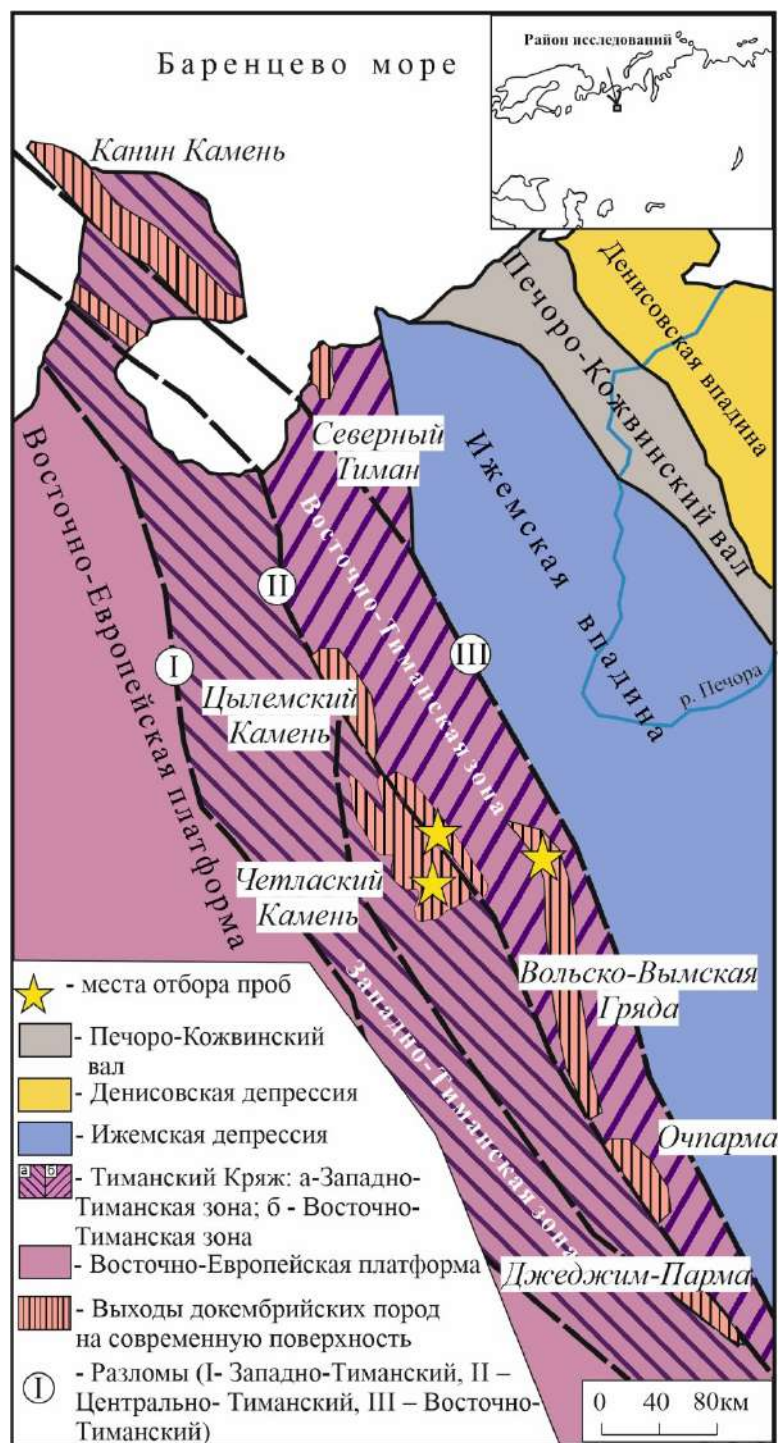 Район исследований
Баренцево море
Канин Камень
Денисовская впадина
Печоро-Кожвинский вал
Северный
Тиман
Ижемская впадина
Восточно-Европейская платформа
Восточно-Тиманская зона
II
I
III
р. Печора
Цылемский
Камень
Четлаский
Камень
Вольско-Вымская
Гряда
Западно-Тиманская зона
Очпарма
Джеджим-Парма
- места отбора проб
- Печоро-Кожвинский
вал
- Денисовская депрессия
- Ижемская депрессия
а б
- Тиманский Кряж: а-Западно-
Тиманская зона; б - Восточно-
Тиманская зона
- Восточно-Европейская платформа
- Выходы докембрийских пород
на современную поверхность
I
- Разломы (I- Западно-Тиманский, II –
Центрально- Тиманский, III – Восточно-
Тиманский)
0 40 80км